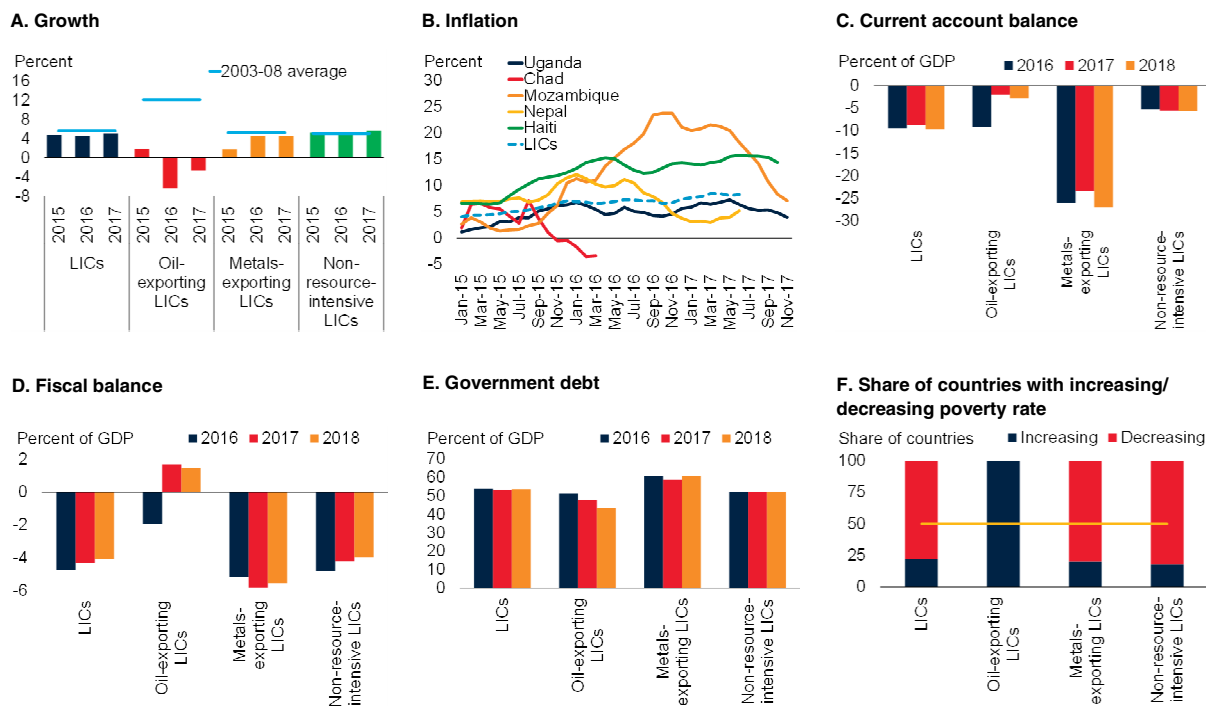 A. Growth
Percent
2003-08 average
16
12
8
4
0
-4
-8
2015
2016
2017
2015
2016
2017
2015
2016
2017
2015
2016
2017
LICs
Oil-
exporting
LICs
Metals-
exporting
LICs
Non-
resource-
intensive
LICs
B. Inflation
Percent
30
25
20
15
10
5
0
-5
Uganda
Chad
Mozambique
Nepal
Haiti
LICs
Jan-15
Mar-15
May-15
Jul-15
Sep-15
Nov-15
Jan-16
Mar-16
May-16
Jul-16
Sep-16
Nov-16
Jan-17
Mar-17
May-17
Jul-17
Sep-17
Nov-17
C. Current account balance
Percent of GDP
2016
2017
2018
0
-5
-10
-15
-20
-25
-30
LICs
Oil-exporting
LICs
Metals-
exporting
LICs
Non-resource-
intensive LICs
D. Fiscal balance
Percent of GDP
2016
2017
2018
2
0
-2
-4
-6
LICs
Oil-exporting
LICs
Metals-
exporting
LICs
Non-resource-
intensive LICs
E. Government debt
Percent of GDP
2016
2017
2018
70
60
50
40
30
20
10
0
LICs
Oil-exporting
LICs
Metals-
exporting LICs
Non-resource-
intensive LICs
F. Share of countries with increasing/
decreasing poverty rate
Share of countries
Increasing
Decreasing
100
75
50
25
0
LICs
Oil-exporting
LICs
Metals-
exporting LICs
Non-resource-
intensive LICs